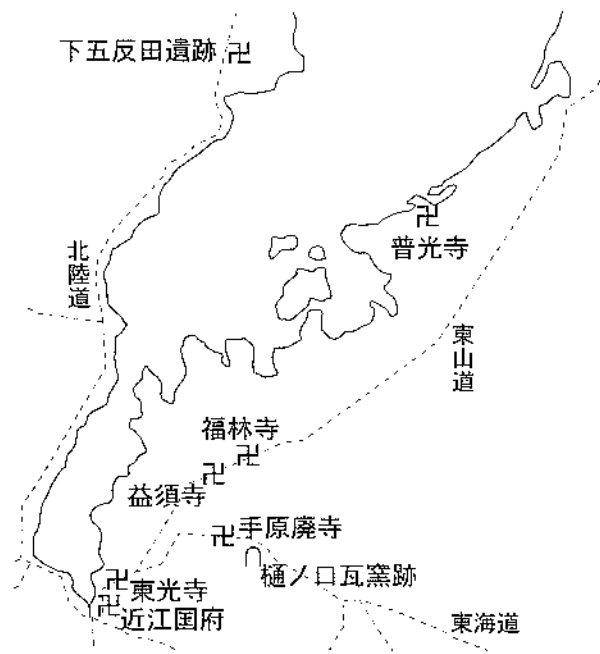 下五反田遺跡
普光寺
北陸道
東山道
福林寺
益須寺
手原廃寺
樋ノ口瓦窯跡
東光寺
近江国府
東海道